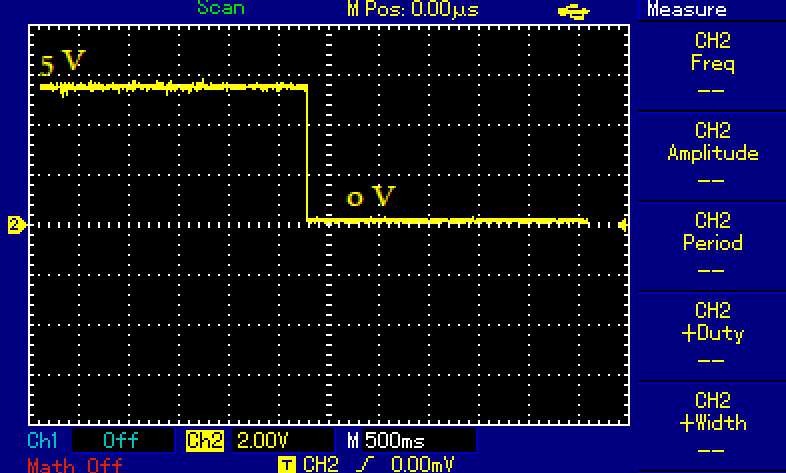 Scan M Pos: 0.00µs Measure
5 V
0 V
2
CH2
Freq
--
CH2
Amplitude
--
CH2
Period
--
CH2
+Duty
--
CH2
+Width
--
Ch1 Off Ch2 2.00V M 500ms
Math Off T CH2 0.00mV